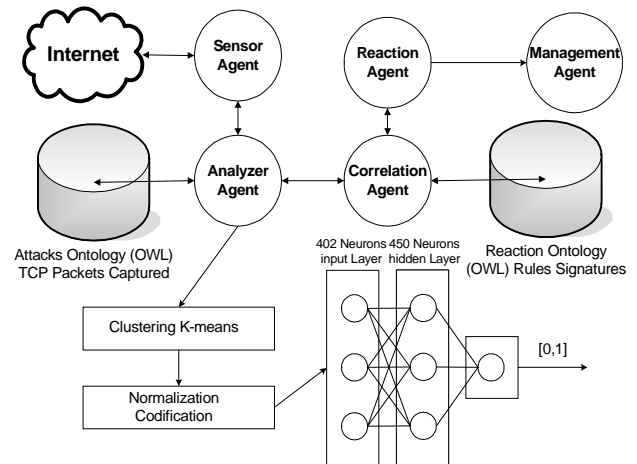 Internet
Sensor
Agent
Reaction
Agent
Management
Agent
Analyzer
Agent
Correlation
Agent
Attacks Ontology (OWL)
TCP Packets Captured
Reaction Ontology
(OWL) Rules Signatures
402 Neurons
input Layer
450 Neurons
hidden Layer
Clustering K-means
Normalization
Codification
[0,1]